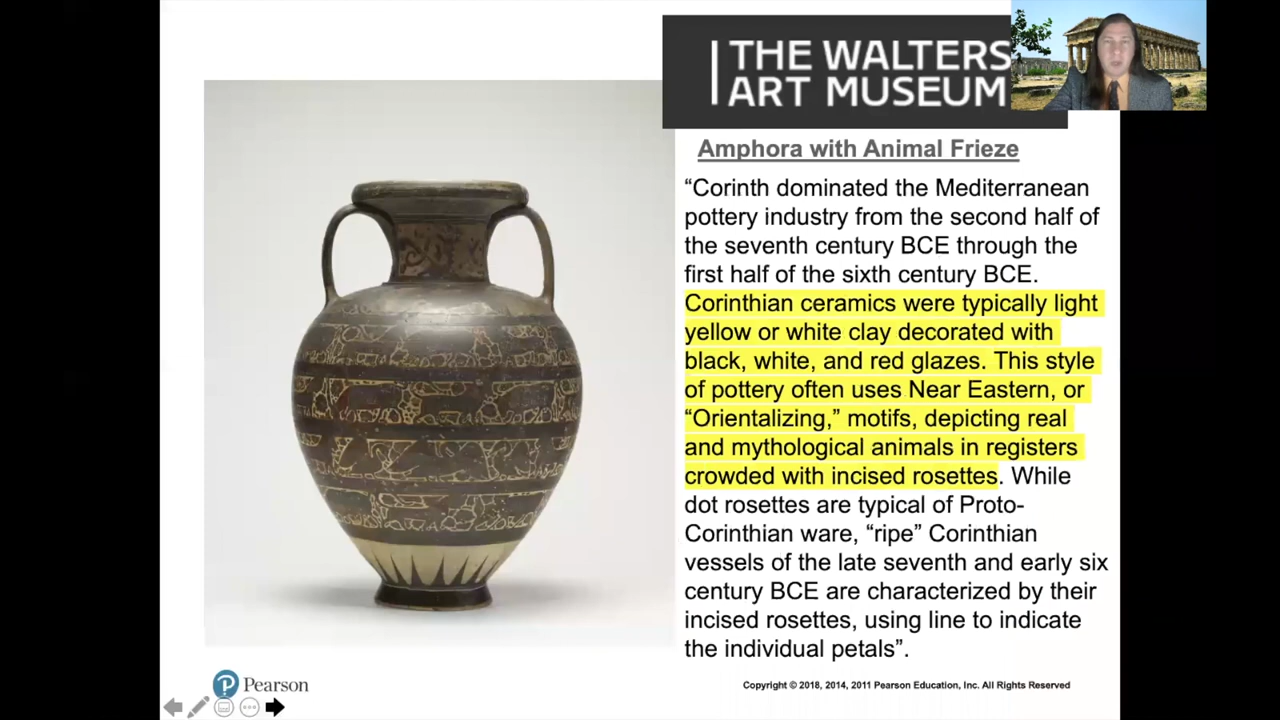 THE WALTERS
ART MUSEUM
Amphora with Animal Frieze
“Corinth dominated the Mediterranean
pottery industry from the second half of
the seventh century BCE through the
first half of the sixth century BCE.
Corinthian ceramics were typically light
yellow or white clay decorated with
black, white, and red glazes. This style
of pottery often uses Near Eastern, or
“Orientalizing,” motifs, depicting real
and mythological animals in registers
crowded with incised rosettes. While
dot rosettes are typical of Proto-
Corinthian ware, “ripe” Corinthian
vessels of the late seventh and early six
century BCE are characterized by their
incised rosettes, using line to indicate
the individual petals”.
P Pearson
Copyright © 2018, 2014, 2011 Pearson Education, Inc. All Rights Reserved